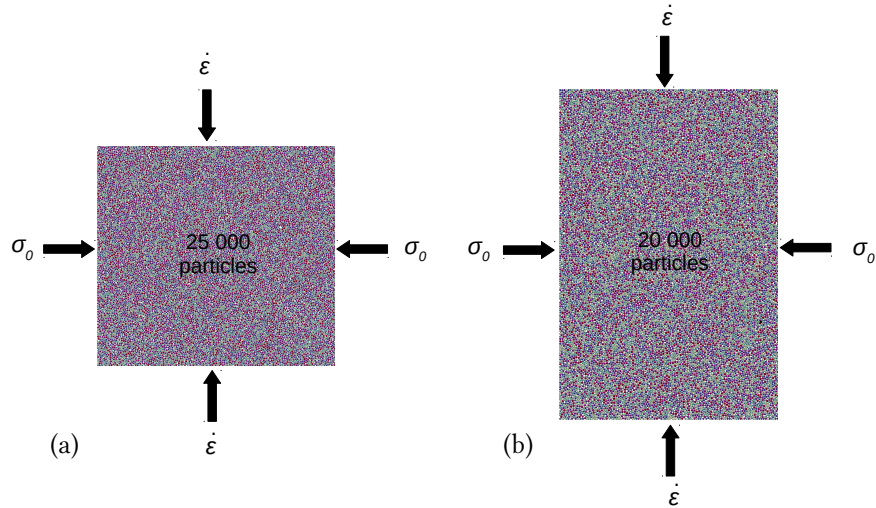 ε̇
25 000
particles
σ₀
σ₀
ε̇
(a)
ε̇
20 000
particles
σ₀
σ₀
ε̇
(b)